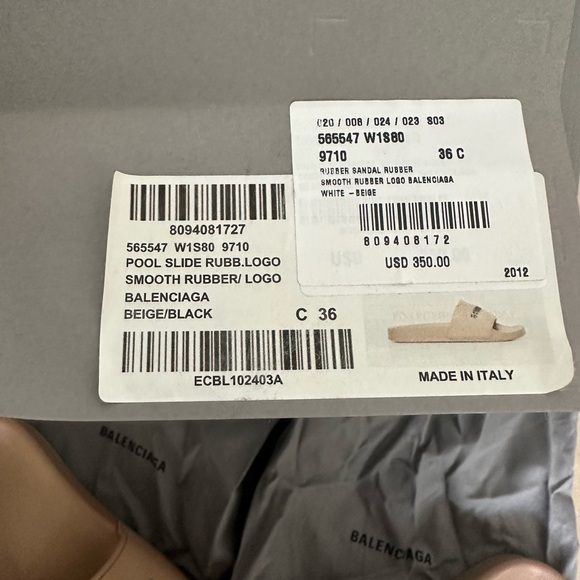 020 / 006 / 024 / 023 S03
565547 W1S80
9710 36 C
RUBBER SANDAL RUBBER
SMOOTH RUBBER LOGO BALENCIAGA
WHITE -BEIGE
809408172
USD 350.00
2012
8094081727
565547 W1S80 9710
POOL SLIDE RUBB.LOGO
SMOOTH RUBBER/ LOGO
BALENCIAGA
BEIGE/BLACK C 36
ECBL102403A
MADE IN ITALY
BALENCIAGA
BALENCIAGA